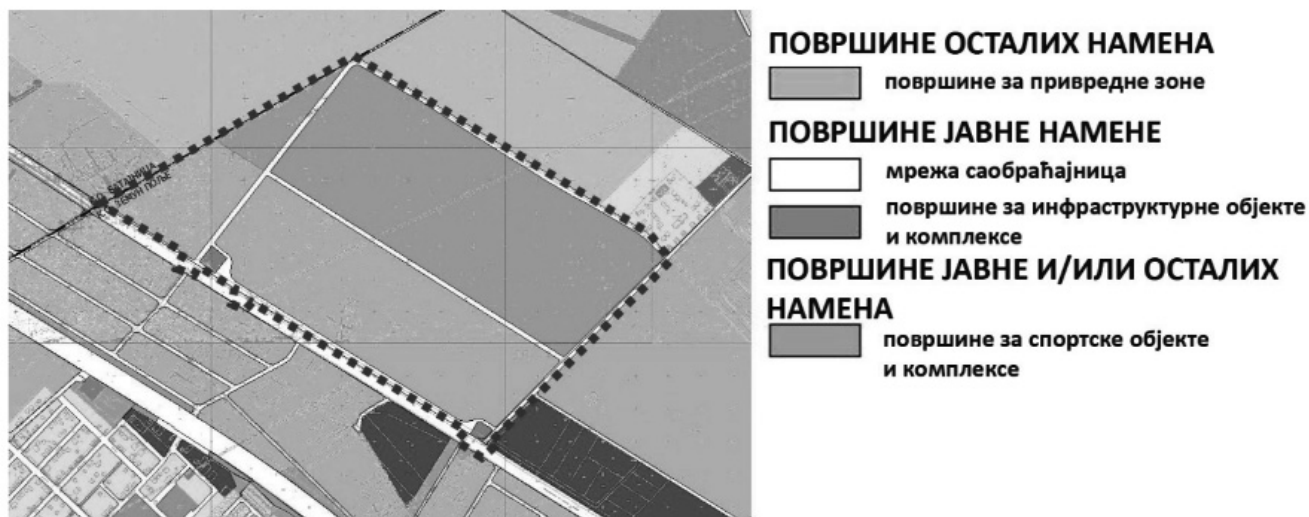 К.О. БАТАЈНИЦА
ПОВРШИНЕ ОСТАЛИХ НАМЕНА
површине за привредне зоне
ПОВРШИНЕ ЈАВНЕ НАМЕНЕ
мрежа саобраћајница
површине за инфраструктурне објекте
и комплексе
ПОВРШИНЕ ЈАВНЕ И/ИЛИ ОСТАЛИХ
НАМЕНА
површине за спортске објекте
и комплексе